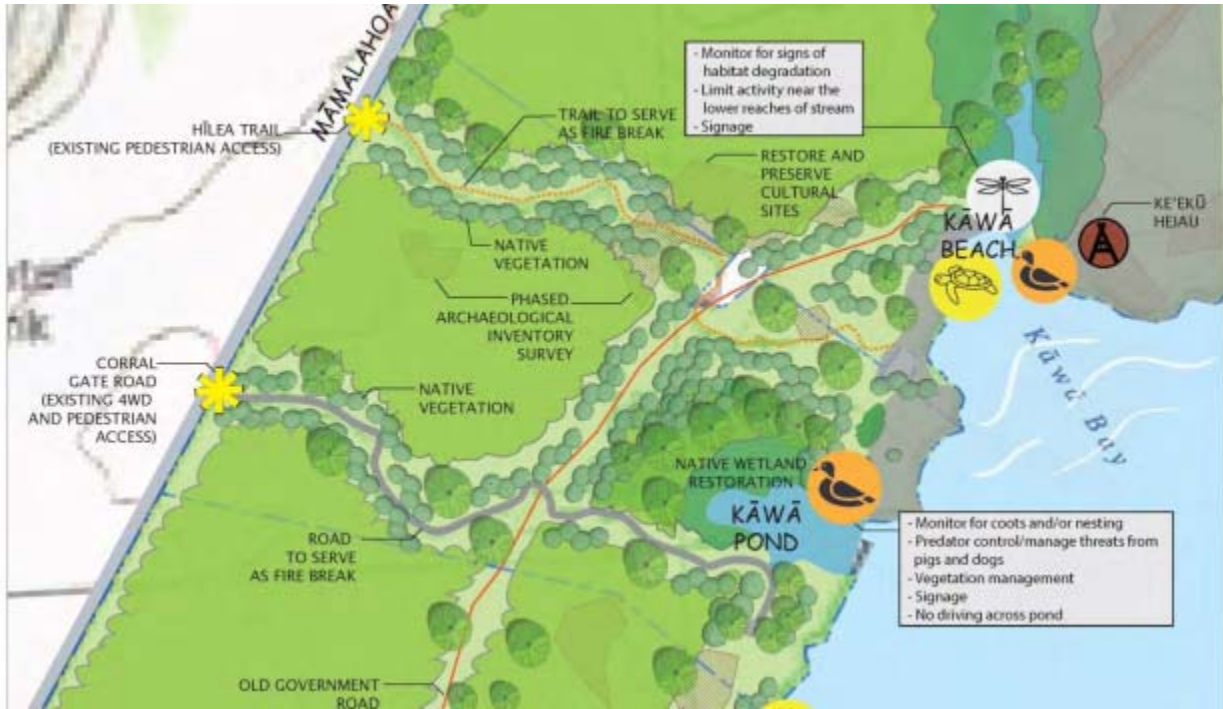 MĀMALAHOA
HĪLEA TRAIL
(EXISTING PEDESTRIAN ACCESS)
TRAIL TO SERVE
AS FIRE BREAK
- Monitor for signs of
habitat degradation
- Limit activity near the
lower reaches of stream
- Signage
RESTORE AND
PRESERVE
CULTURAL
SITES
KĀWĀ
BEACH
KE'EKŪ
HEIAU
NATIVE
VEGETATION
PHASED
ARCHAEOLOGICAL
INVENTORY
SURVEY
Kāwā Bay
CORRAL
GATE ROAD
(EXISTING 4WD
AND PEDESTRIAN
ACCESS)
NATIVE
VEGETATION
NATIVE WETLAND
RESTORATION
KĀWĀ
POND
ROAD
TO SERVE
AS FIRE BREAK
- Monitor for coots and/or nesting
- Predator control/manage threats from
pigs and dogs
- Vegetation management
- Signage
- No driving across pond
OLD GOVERNMENT
ROAD